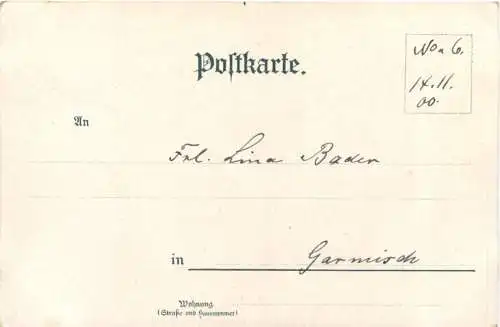 Postkarte.
No a 6.
14.11.
00.
An
Frl. Lina Bader
in Garmisch
Wohnung
(Straße und Hausnummer)